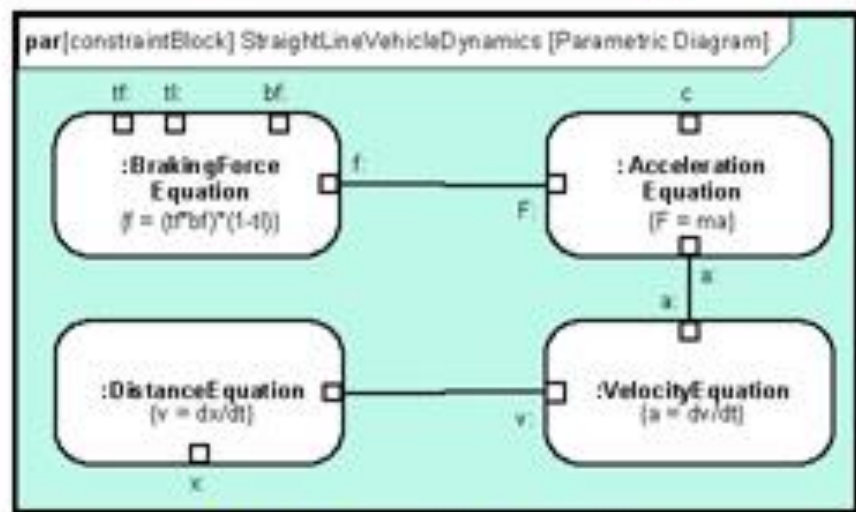 par[constraintBlock] StraightLineVehicleDynamics [Parametric Diagram]
tf: tl: bf:
c
:BrakingForce
Equation
{f = (tf*bf)*(1-tl)}
f:
F:
: Acceleration
Equation
{F = ma}
a:
a:
:DistanceEquation
{v = dx/dt}
v:
:VelocityEquation
{a = dv/dt}
x: